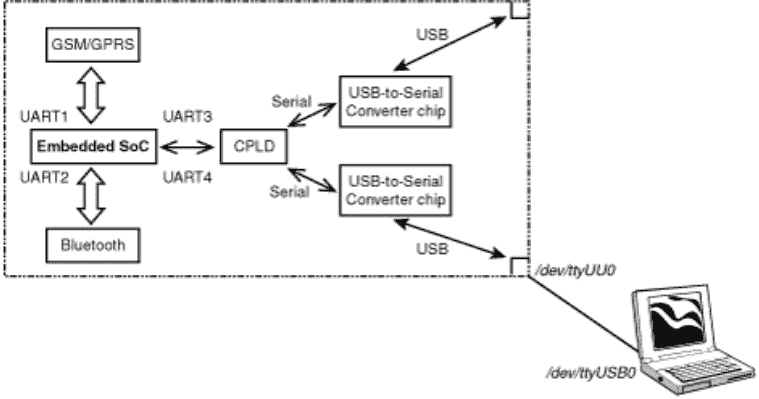 USB
GSM/GPRS
USB-to-Serial
Converter chip
Serial
UART1
UART3
Embedded SoC
CPLD
UART2
UART4
USB-to-Serial
Converter chip
Serial
Bluetooth
USB
/dev/ttyUU0
/dev/ttyUSB0